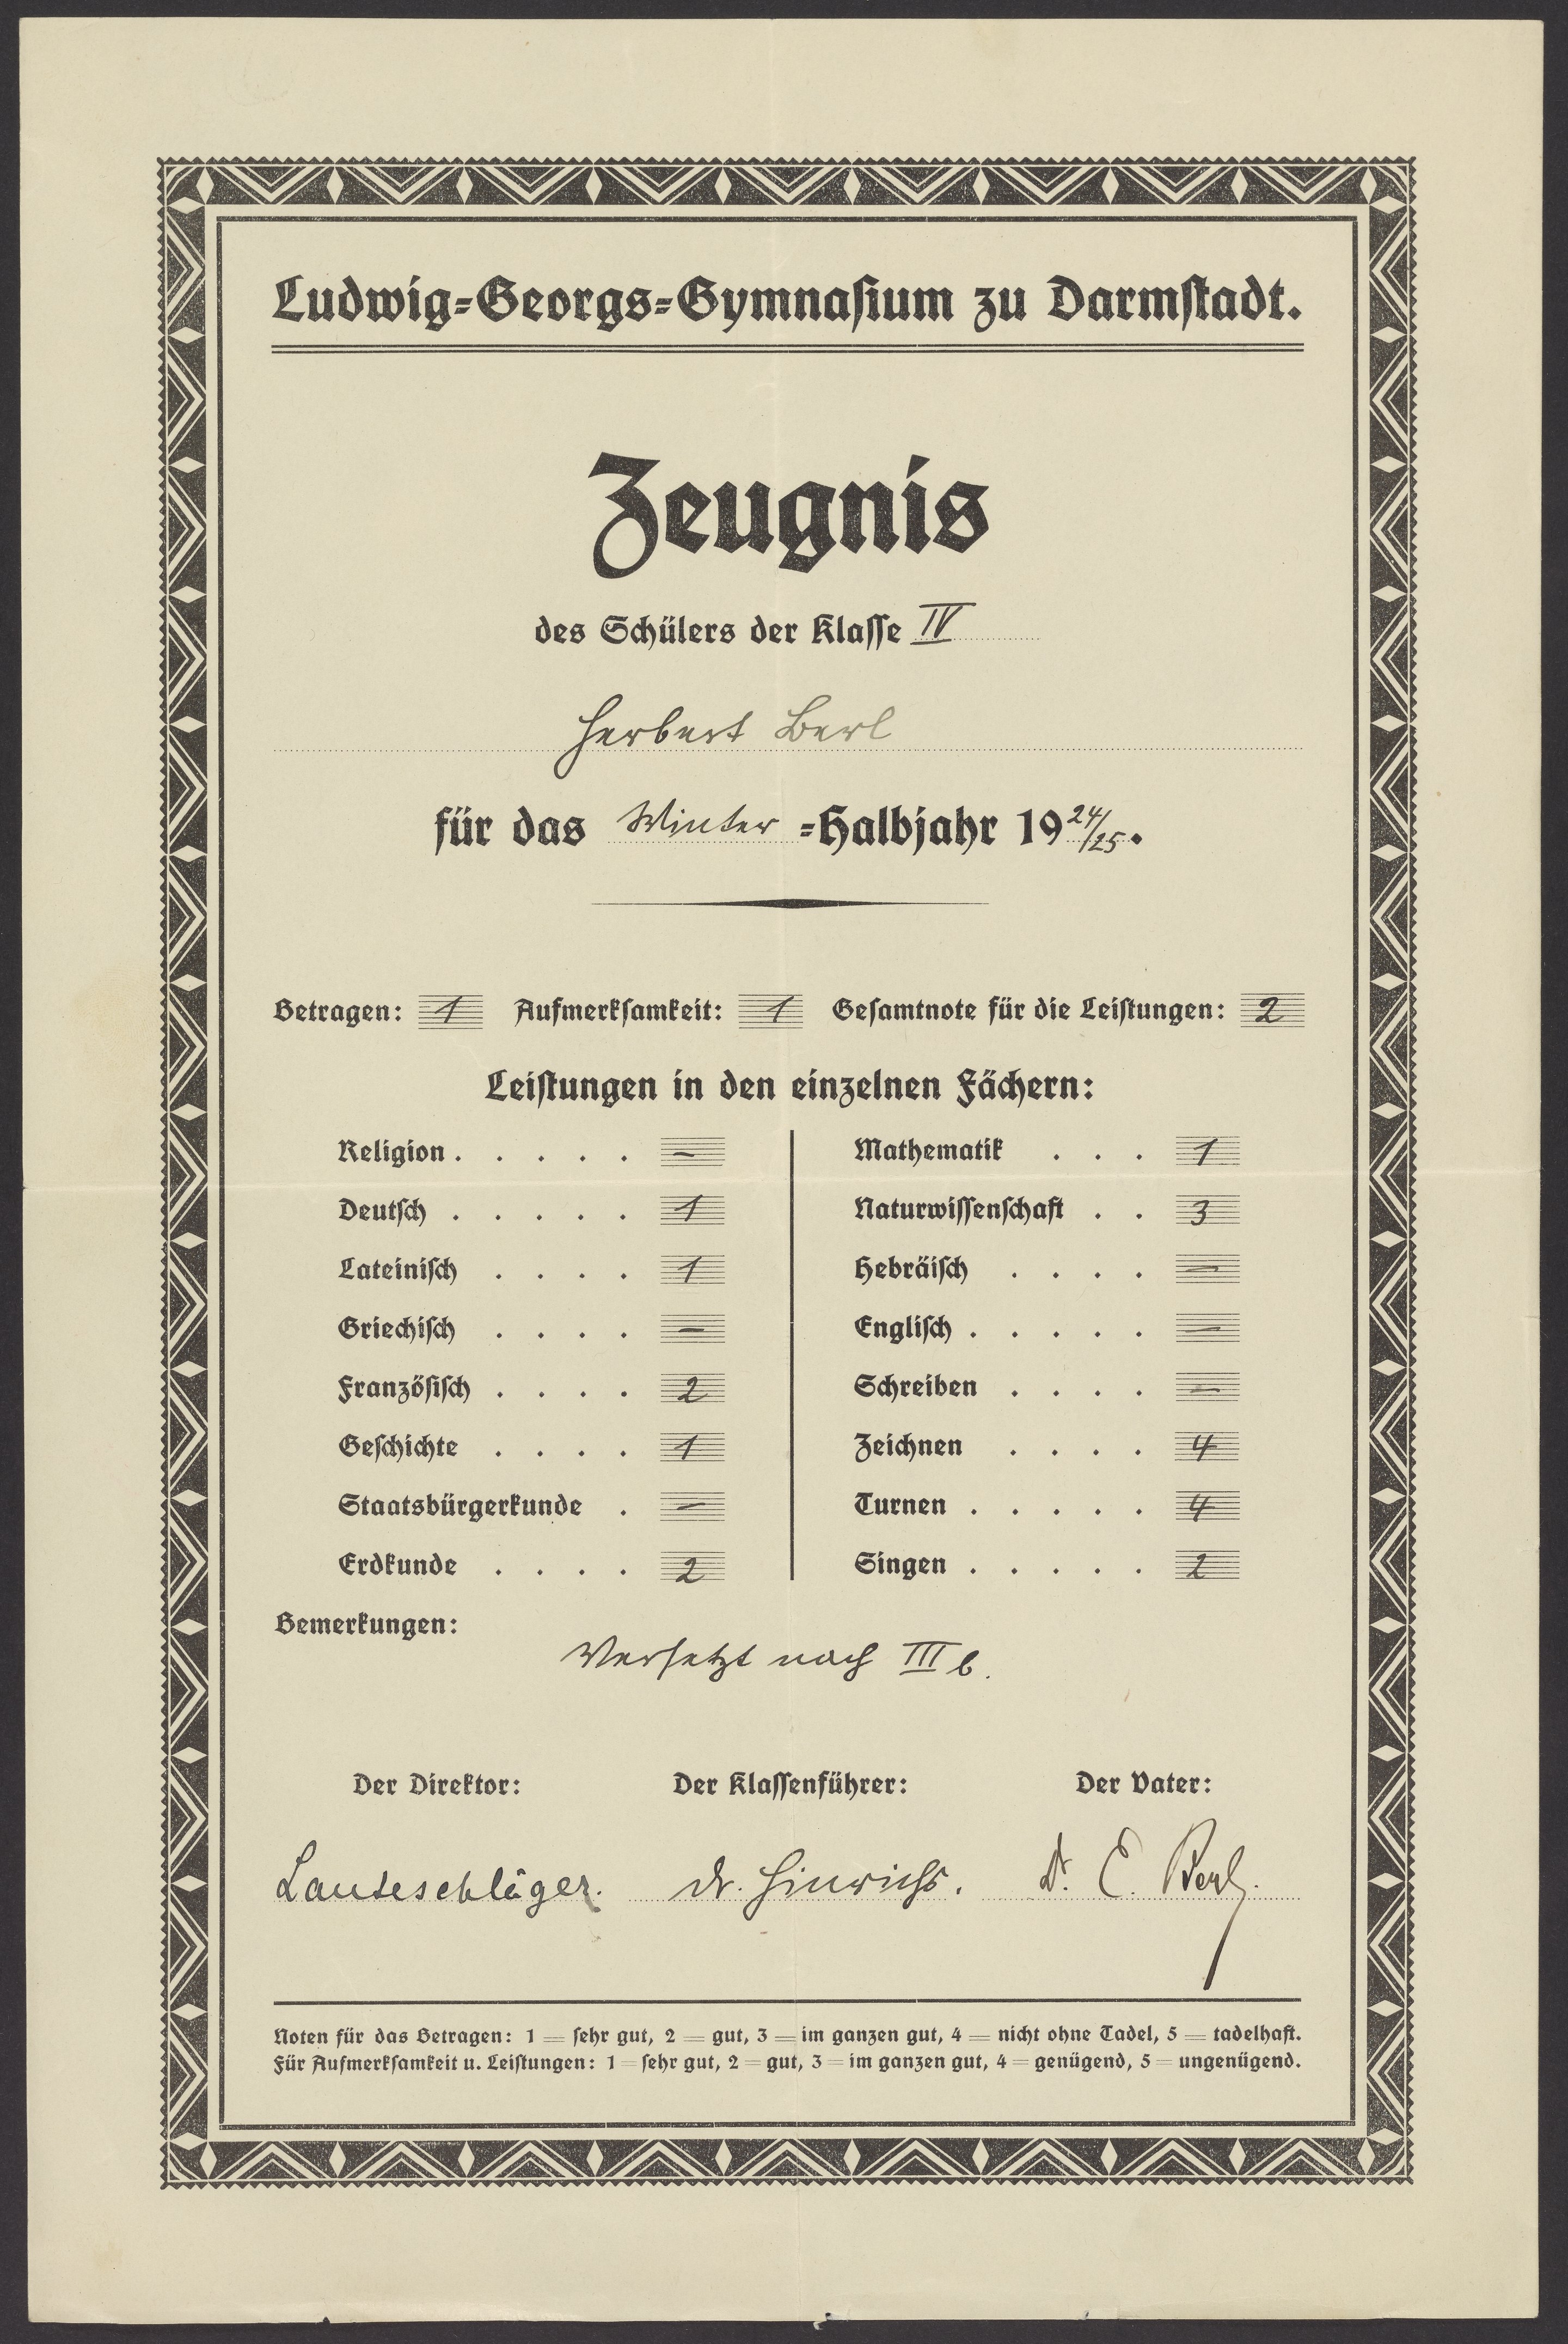 Ludwig=Georgs=Gymnasium zu Darmstadt.
Zeugnis
des Schülers der Klasse IV
Herbert Berl
für das Winter =Halbjahr 19 24/25.
Betragen: 1 Aufmerksamkeit: 1 Gesamtnote für die Leistungen: 2
Leistungen in den einzelnen Fächern:
Religion . . . . . –
Deutsch . . . . . 1
Lateinisch . . . . 1
Griechisch . . . . –
Französisch . . . . 2
Geschichte . . . . 1
Staatsbürgerkunde . –
Erdkunde . . . . 2
Mathematik . . . 1
Naturwissenschaft . . 3
Hebräisch . . . . –
Englisch . . . . . –
Schreiben . . . . –
Zeichnen . . . . 4
Turnen . . . . . 4
Singen . . . . . 2
Bemerkungen:
Versetzt nach III b.
Der Direktor: Der Klassenführer: Der Vater:
Lauteschläger. Dr. Hinrichs. Dr. E. Berl.
Noten für das Betragen: 1 = sehr gut, 2 = gut, 3 = im ganzen gut, 4 = nicht ohne Tadel, 5 = tadelhaft.
Für Aufmerksamkeit u. Leistungen: 1 = sehr gut, 2 = gut, 3 = im ganzen gut, 4 = genügend, 5 = ungenügend.